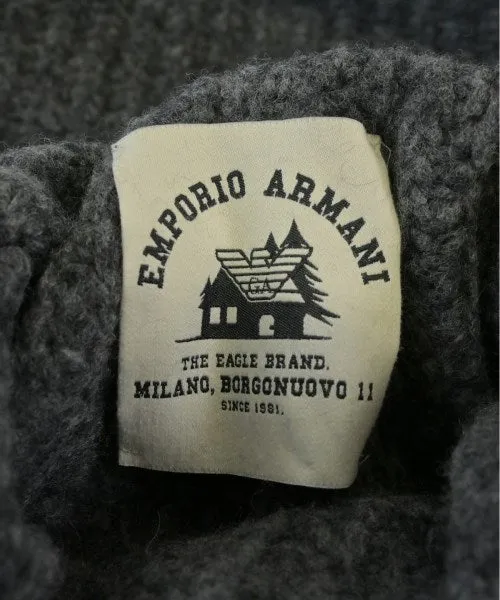 EMPORIO ARMANI
GA
THE EAGLE BRAND.
MILANO, BORGONUOVO 11
SINCE 1981.